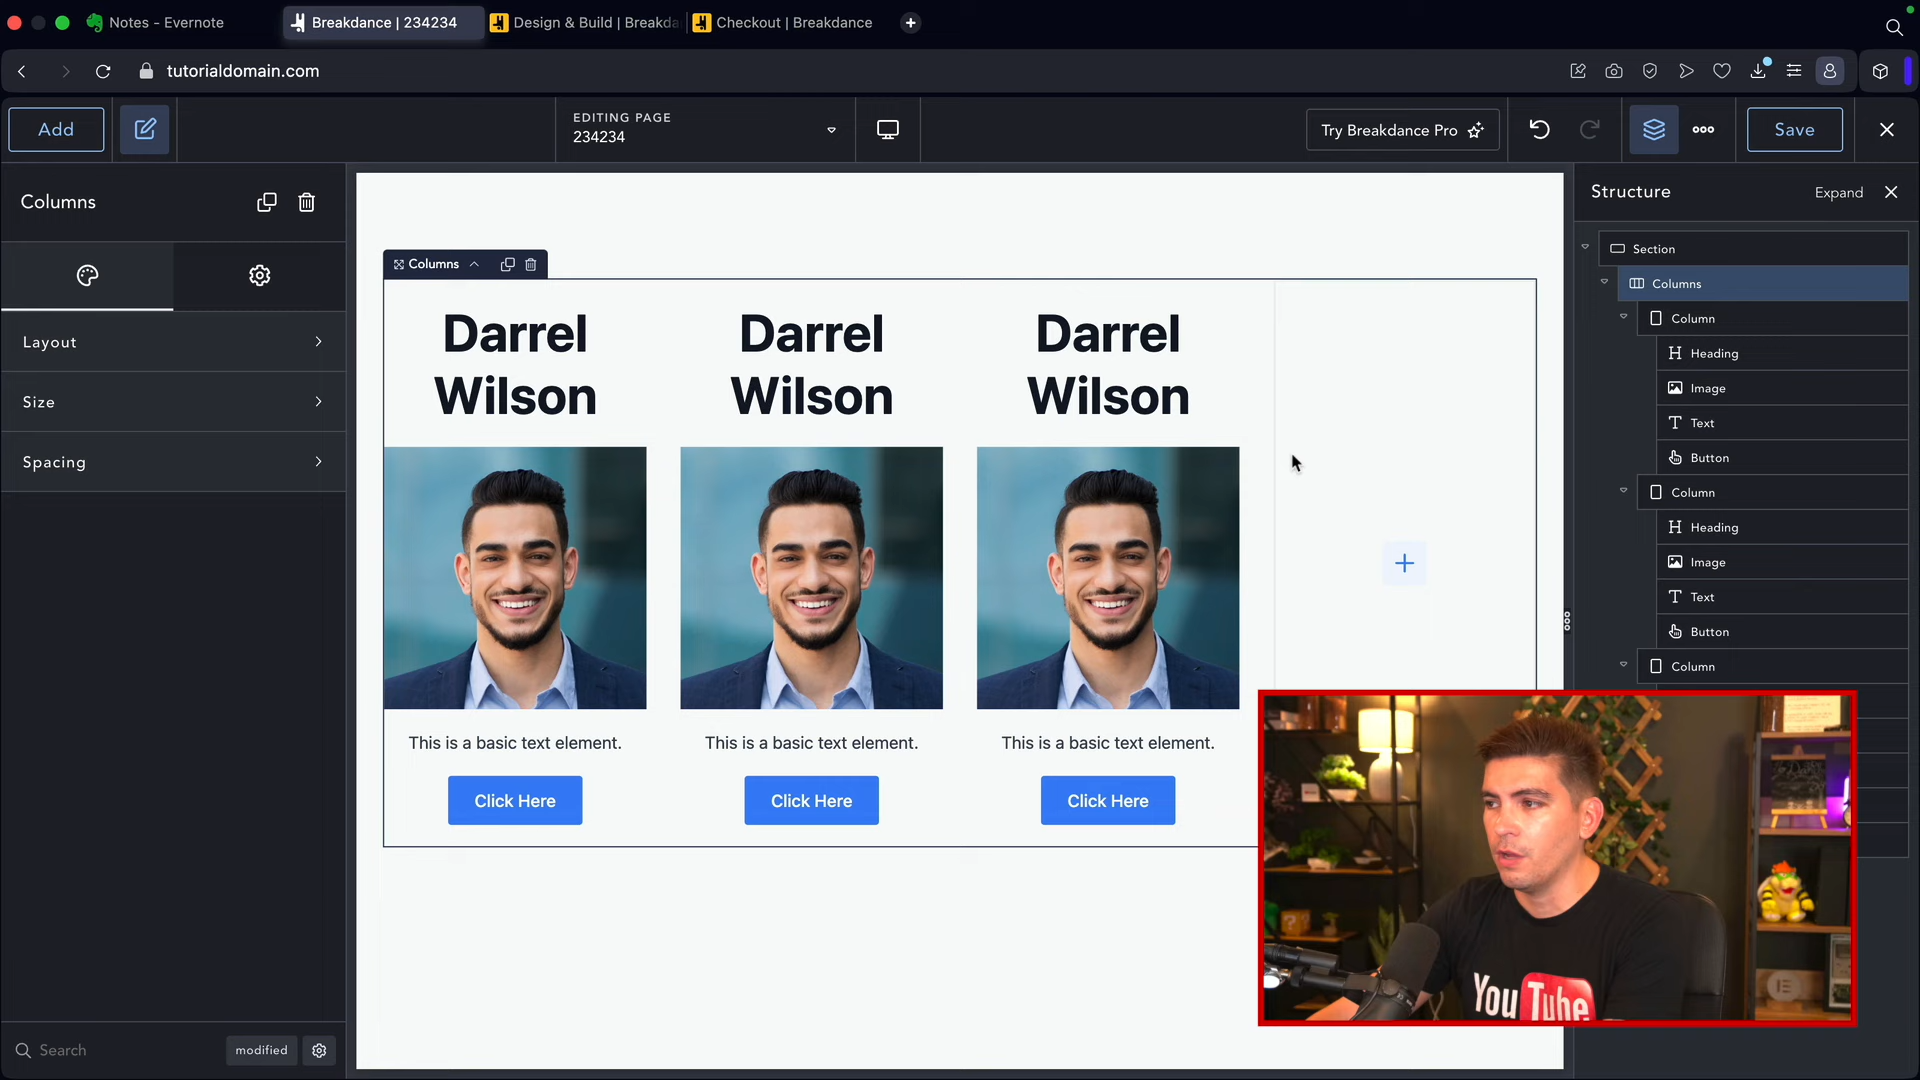 Notes - Evernote
Breakdance | 234234
Design & Build | Breakda
Checkout | Breakdance
tutorialdomain.com
Add
EDITING PAGE
234234
Try Breakdance Pro
Save
Columns
Layout
Size
Spacing
Search
modified
Columns
Darrel
Wilson
Darrel
Wilson
Darrel
Wilson
This is a basic text element.
This is a basic text element.
This is a basic text element.
Click Here
Click Here
Click Here
Structure
Expand
Section
Columns
Column
Heading
Image
Text
Button
Column
Heading
Image
Text
Button
Column
You Tube